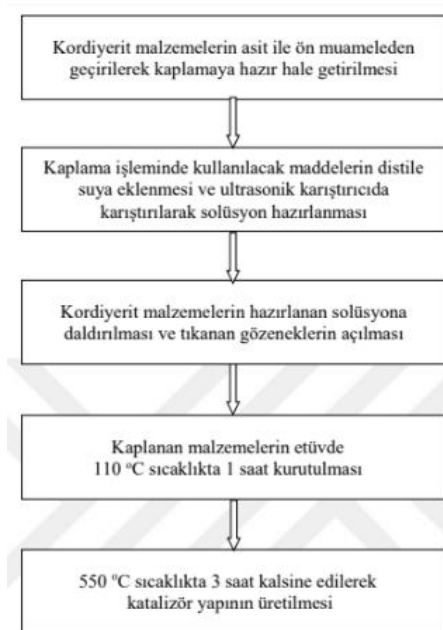 Kordiyerit malzemelerin asit ile ön muameleden
geçirilerek kaplamaya hazır hale getirilmesi
Kaplama işleminde kullanılacak maddelerin distile
suya eklenmesi ve ultrasonik karıştırıcıda
karıştırılarak solüsyon hazırlanması
Kordiyerit malzemelerin hazırlanan solüsyona
daldırılması ve tıkanan gözeneklerin açılması
Kaplanan malzemelerin etüvde
110 °C sıcaklıkta 1 saat kurutulması
550 °C sıcaklıkta 3 saat kalsine edilerek
katalizör yapının üretilmesi